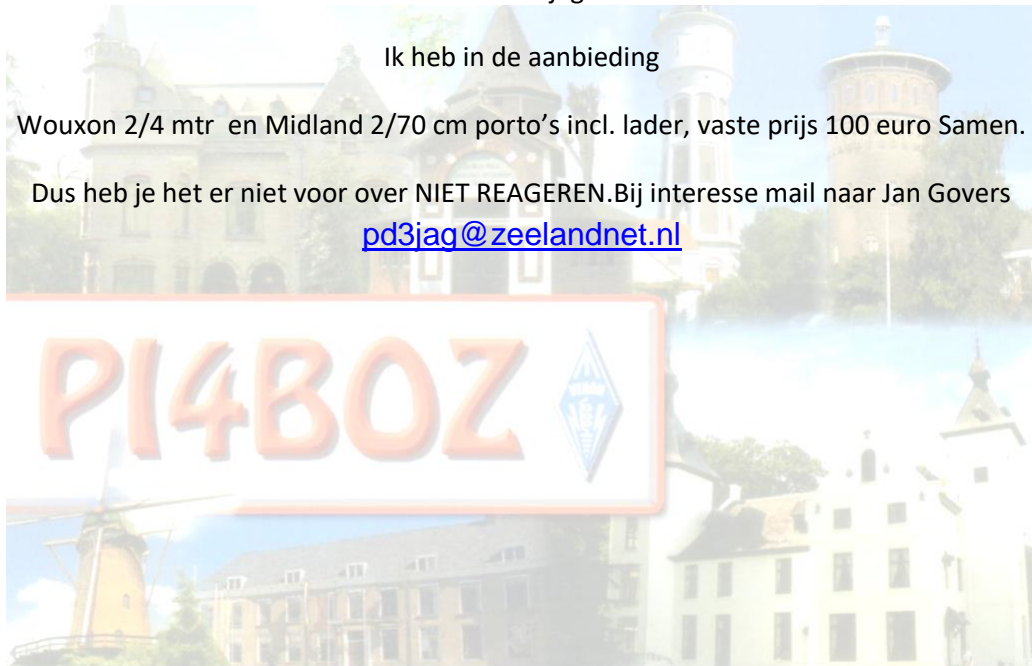 Ik heb in de aanbieding
Wouxon 2/4 mtr en Midland 2/70 cm porto’s incl. lader, vaste prijs 100 euro Samen.
Dus heb je het er niet voor over NIET REAGEREN.Bij interesse mail naar Jan Govers
pd3jag@zeelandnet.nl
PI4BOZ